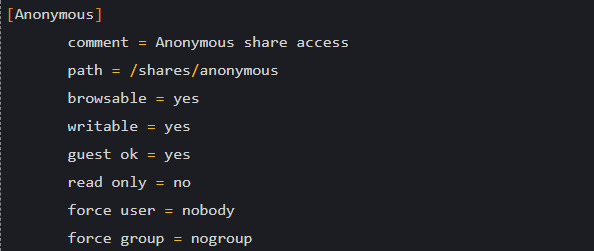 [Anonymous]
comment = Anonymous share access
path = /shares/anonymous
browsable = yes
writable = yes
guest ok = yes
read only = no
force user = nobody
force group = nogroup